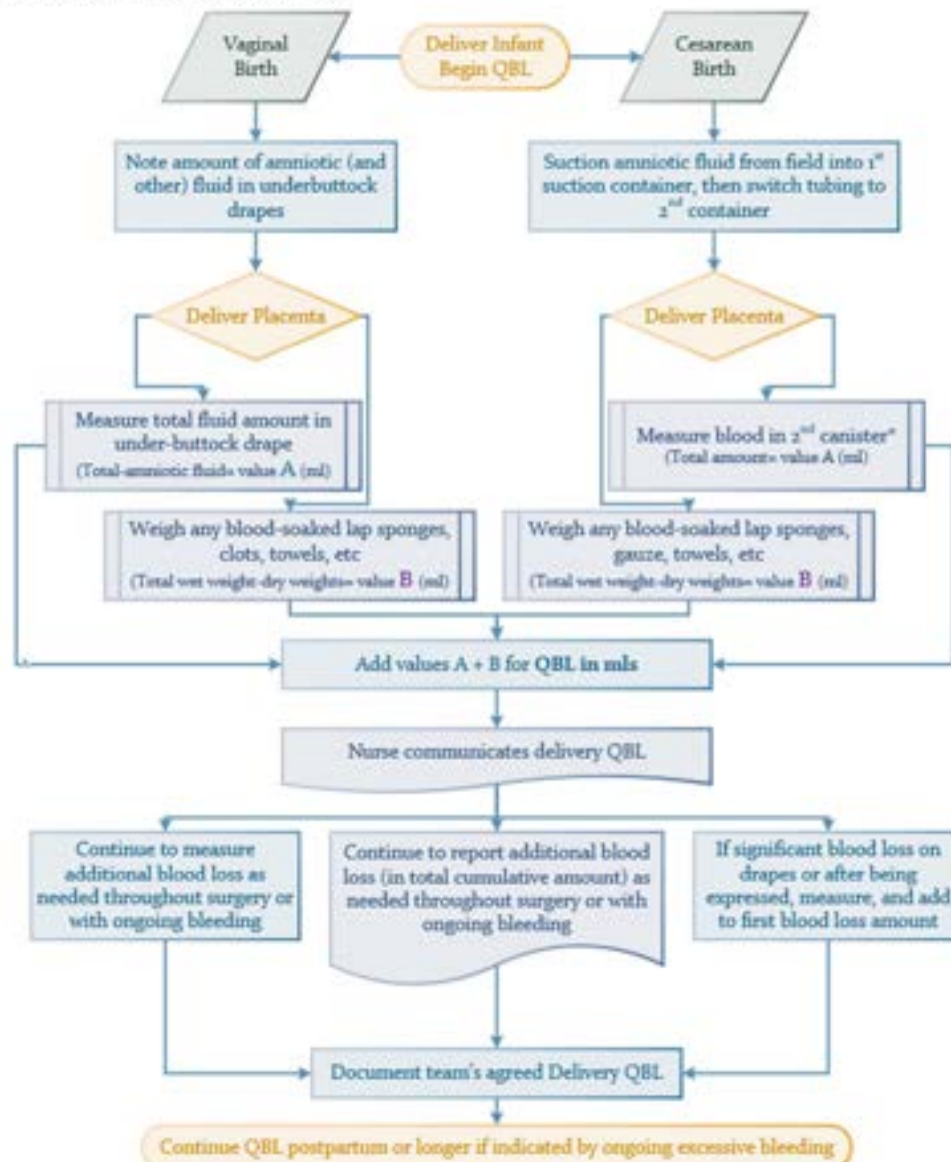 Vaginal
Birth
Deliver Infant
Begin QBL
Cesarean
Birth
Note amount of amniotic (and
other) fluid in underbuttock
drapes
Suction amniotic fluid from field into 1st
suction container, then switch tubing to
2nd container
Deliver Placenta
Deliver Placenta
Measure total fluid amount in
under-buttock drape
(Total-amniotic fluid= value A (ml)
Measure blood in 2nd canister*
(Total amount= value A (ml)
Weigh any blood-soaked lap sponges,
clots, towels, etc
(Total wet weight-dry weights= value B (ml)
Weigh any blood-soaked lap sponges,
gauze, towels, etc
(Total wet weight-dry weights= value B (ml)
Add values A + B for QBL in mls
Nurse communicates delivery QBL
Continue to measure
additional blood loss as
needed throughout surgery or
with ongoing bleeding
Continue to report additional blood
loss (in total cumulative amount) as
needed throughout surgery or with
ongoing bleeding
If significant blood loss on
drapes or after being
expressed, measure, and add
to first blood loss amount
Document team's agreed Delivery QBL
Continue QBL postpartum or longer if indicated by ongoing excessive bleeding